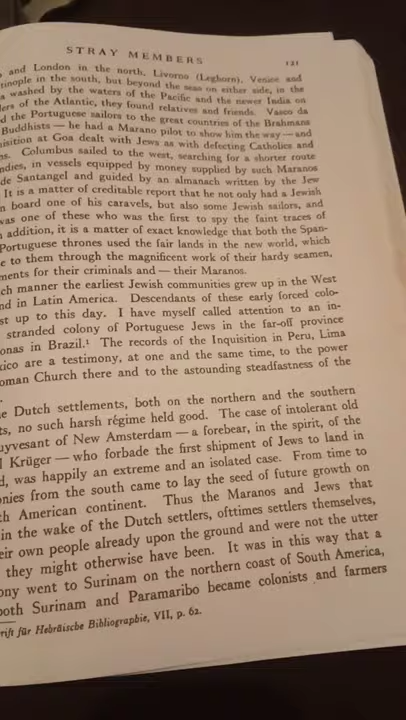 STRAY MEMBERS 121
and London in the north, Livorno (Leghorn), Venice and
tinople in the south, but beyond the seas on either side, in the
washed by the waters of the Pacific and the newer India on
ers of the Atlantic, they found relatives and friends. Vasco da
d the Portuguese sailors to the great countries of the Brahmans
Buddhists — he had a Marano pilot to show him the way — and
uisition at Goa dealt with Jews as with defecting Catholics and
ns. Columbus sailed to the west, searching for a shorter route
ndies, in vessels equipped by money supplied by such Maranos
de Santangel and guided by an almanach written by the Jew
It is a matter of creditable report that he not only had a Jewish
n board one of his caravels, but also some Jewish sailors, and
was one of these who was the first to spy the faint traces of
addition, it is a matter of exact knowledge that both the Span-
Portuguese thrones used the fair lands in the new world, which
e to them through the magnificent work of their hardy seamen,
ments for their criminals and — their Maranos.
ch manner the earliest Jewish communities grew up in the West
nd in Latin America. Descendants of these early forced colo-
st up to this day. I have myself called attention to an in-
stranded colony of Portuguese Jews in the far-off province
onas in Brazil.¹ The records of the Inquisition in Peru, Lima
xico are a testimony, at one and the same time, to the power
oman Church there and to the astounding steadfastness of the
e Dutch settlements, both on the northern and the southern
ts, no such harsh régime held good. The case of intolerant old
uyvesant of New Amsterdam — a forebear, in the spirit, of the
l Krüger — who forbade the first shipment of Jews to land in
d, was happily an extreme and an isolated case. From time to
onies from the south came to lay the seed of future growth on
th American continent. Thus the Maranos and Jews that
in the wake of the Dutch settlers, ofttimes settlers themselves,
eir own people already upon the ground and were not the utter
they might otherwise have been. It was in this way that a
ony went to Surinam on the northern coast of South America,
both Surinam and Paramaribo became colonists and farmers
rift für Hebräische Bibliographie, VII, p. 62.